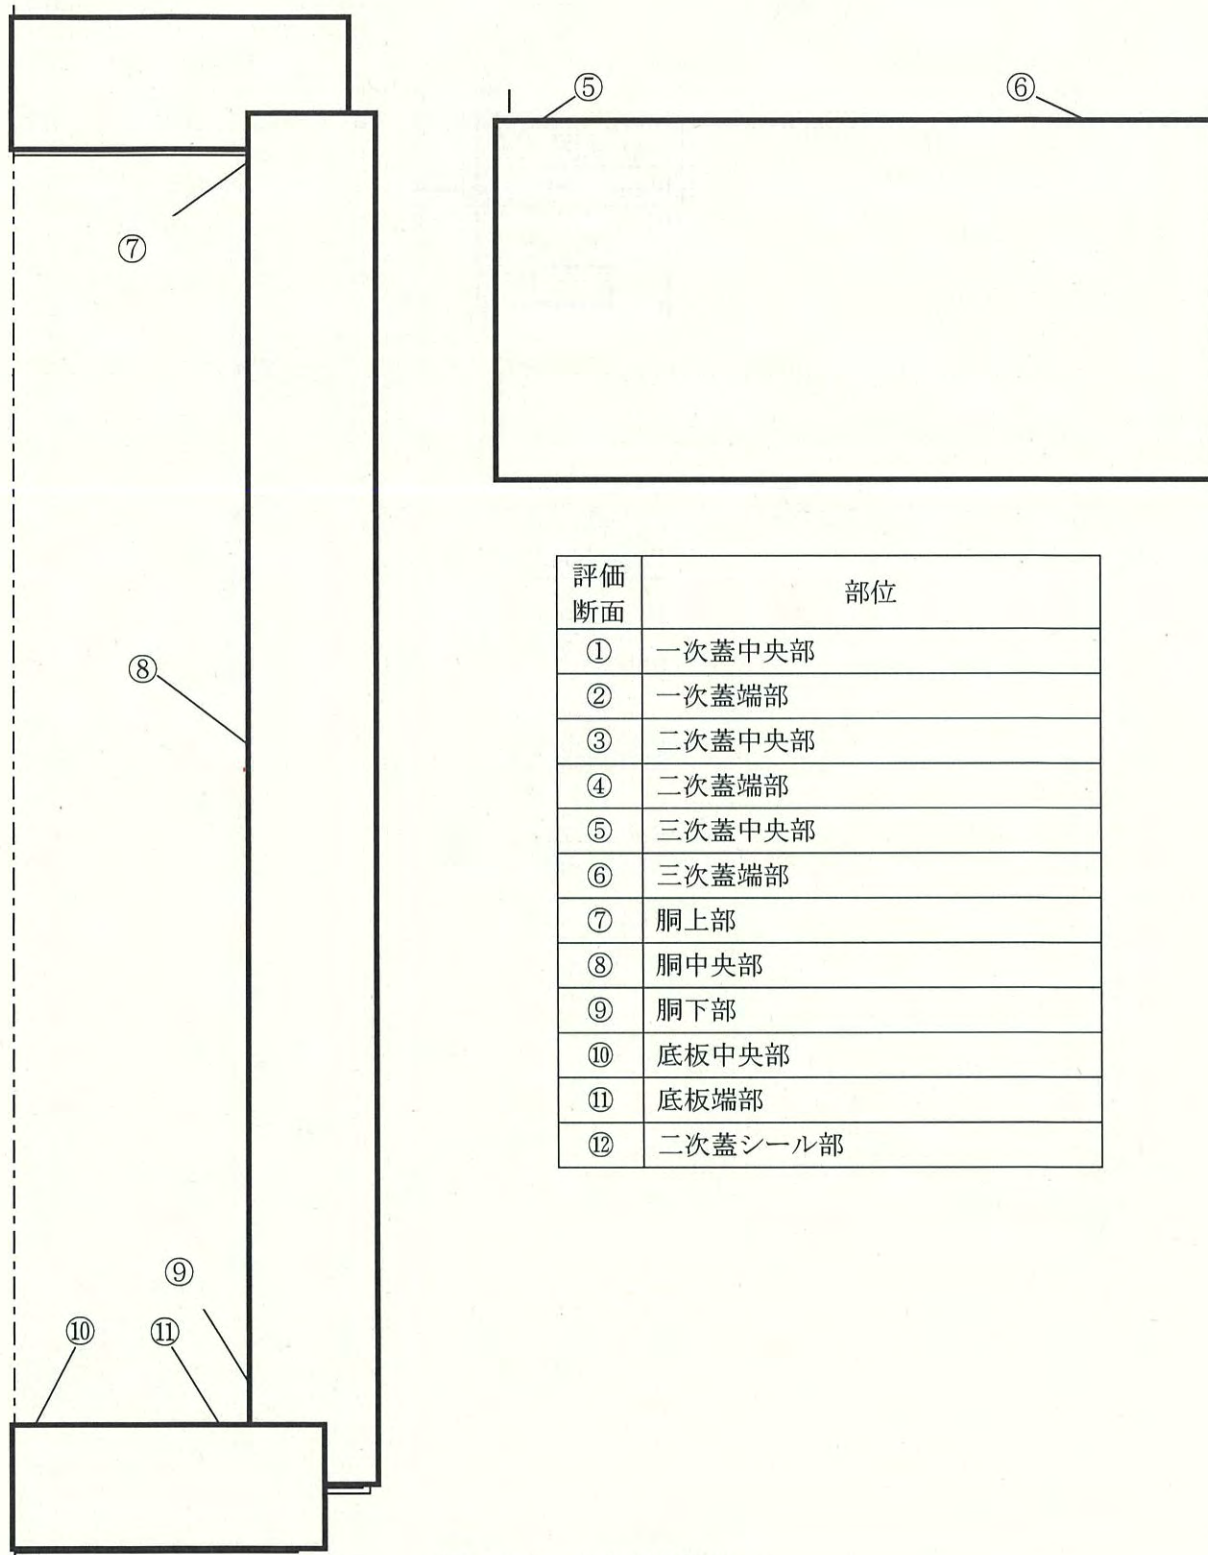 ⑤
⑥
⑦
⑧
⑨
⑩ ⑪
評価
断面
部位
① 一次蓋中央部
② 一次蓋端部
③ 二次蓋中央部
④ 二次蓋端部
⑤ 三次蓋中央部
⑥ 三次蓋端部
⑦ 胴上部
⑧ 胴中央部
⑨ 胴下部
⑩ 底板中央部
⑪ 底板端部
⑫ 二次蓋シール部